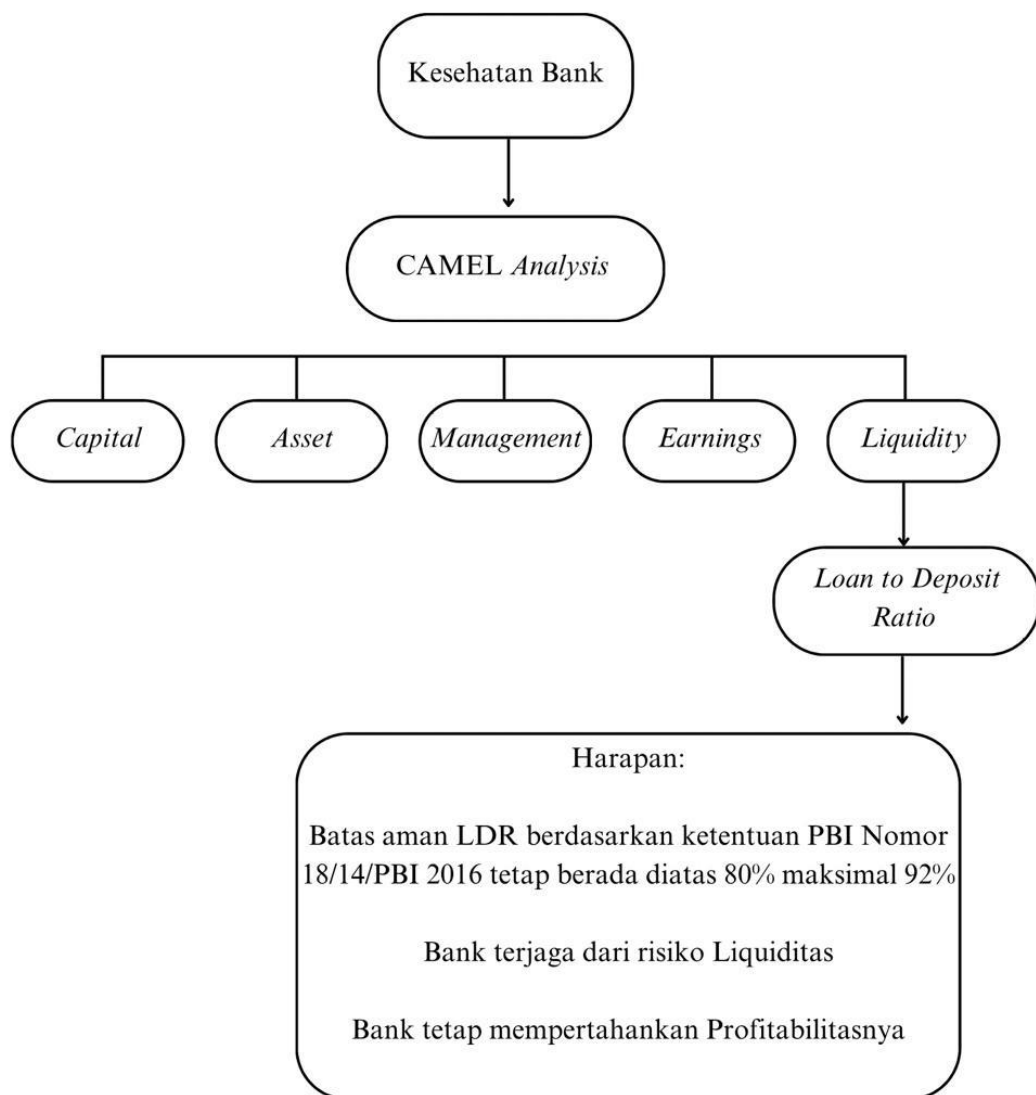 Kesehatan Bank
CAMEL Analysis
Capital
Asset
Management
Earnings
Liquidity
Loan to Deposit
Ratio
Harapan:
Batas aman LDR berdasarkan ketentuan PBI Nomor
18/14/PBI 2016 tetap berada diatas 80% maksimal 92%
Bank terjaga dari risiko Liquiditas
Bank tetap mempertahankan Profitabilitasnya